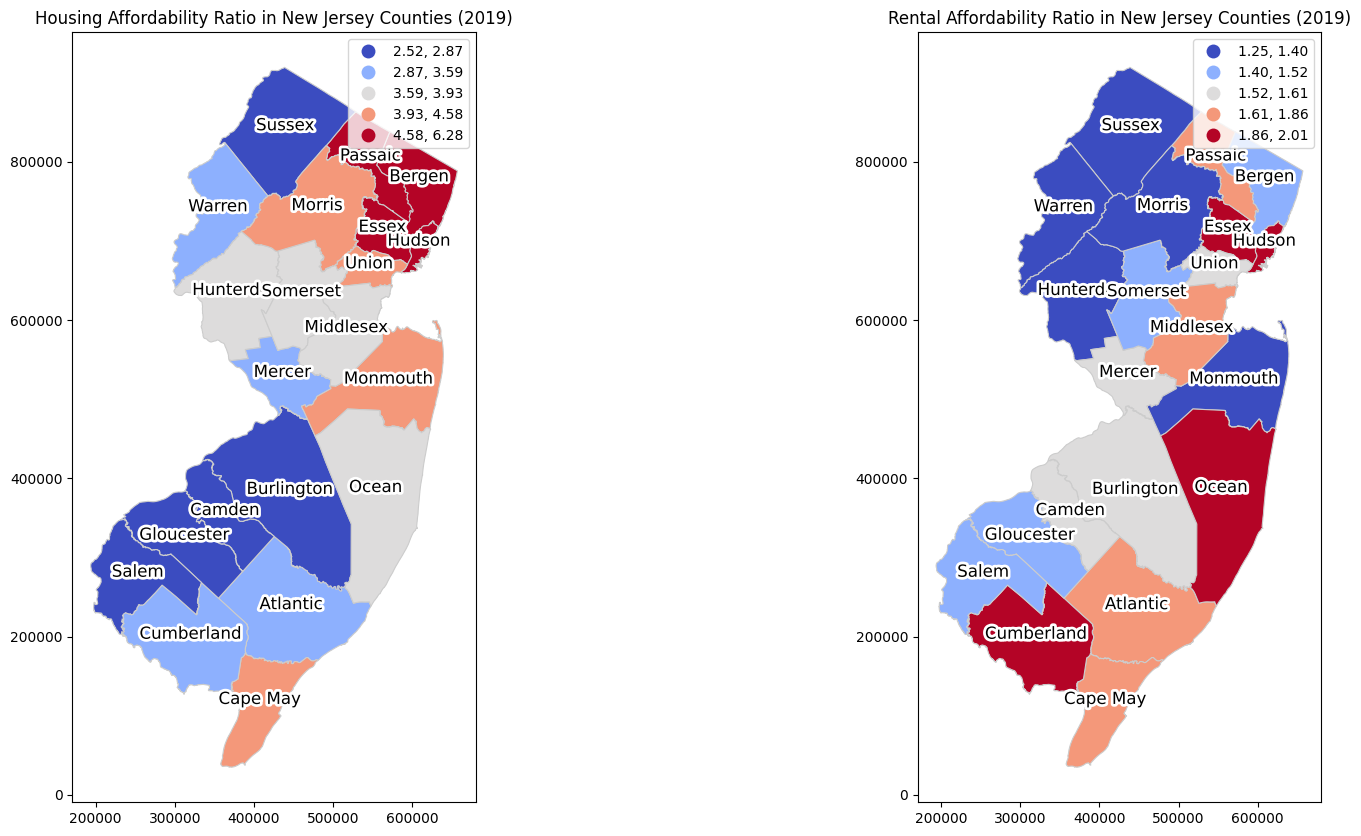 Housing Affordability Ratio in New Jersey Counties (2019)
2.52, 2.87
2.87, 3.59
3.59, 3.93
3.93, 4.58
4.58, 6.28
800000
600000
400000
200000
0
200000 300000 400000 500000 600000
Sussex
Passaic
Bergen
Warren
Morris
Essex
Hudson
Union
Hunterd
Somerset
Middlesex
Mercer
Monmouth
Burlington
Ocean
Camden
Gloucester
Salem
Atlantic
Cumberland
Cape May
Rental Affordability Ratio in New Jersey Counties (2019)
1.25, 1.40
1.40, 1.52
1.52, 1.61
1.61, 1.86
1.86, 2.01
800000
600000
400000
200000
0
200000 300000 400000 500000 600000
Sussex
Passaic
Bergen
Warren
Morris
Essex
Hudson
Union
Hunterd
Somerset
Middlesex
Mercer
Monmouth
Burlington
Ocean
Camden
Gloucester
Salem
Atlantic
Cumberland
Cape May